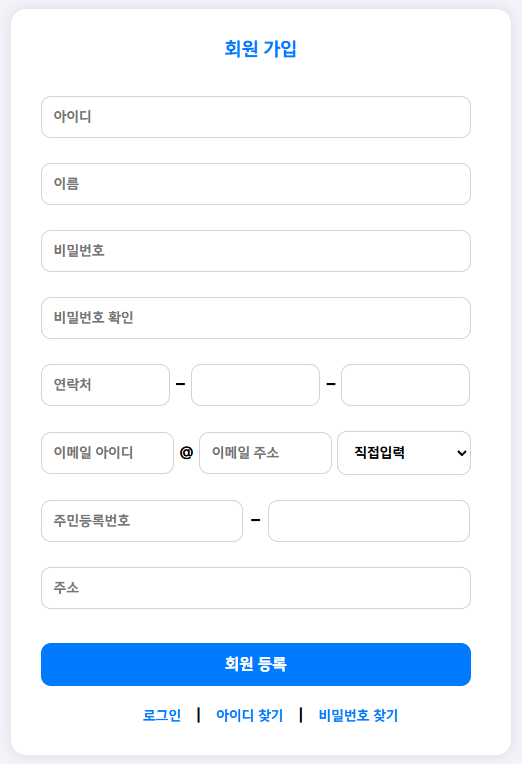 회원 가입
아이디
이름
비밀번호
비밀번호 확인
연락처 - -
이메일 아이디 @ 이메일 주소 직접입력
주민등록번호 -
주소
회원 등록
로그인 | 아이디 찾기 | 비밀번호 찾기